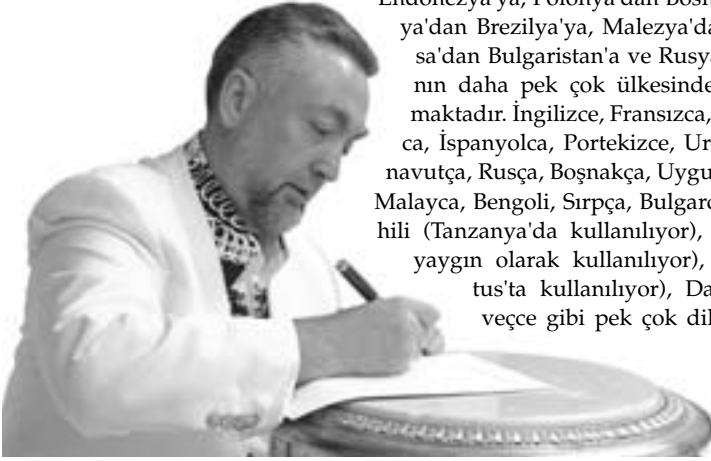 Endonezya'ya, Polonya'dan Bosn
ya'dan Brezilya'ya, Malezya'da
sa'dan Bulgaristan'a ve Rusya
nın daha pek çok ülkesinde
maktadır. İngilizce, Fransızca,
ca, İspanyolca, Portekizce, Ur
navutça, Rusça, Boşnakça, Uygu
Malayca, Bengoli, Sırpça, Bulgarc
hili (Tanzanya'da kullanılıyor),
yaygın olarak kullanılıyor),
tus'ta kullanılıyor), Da
veçce gibi pek çok dil